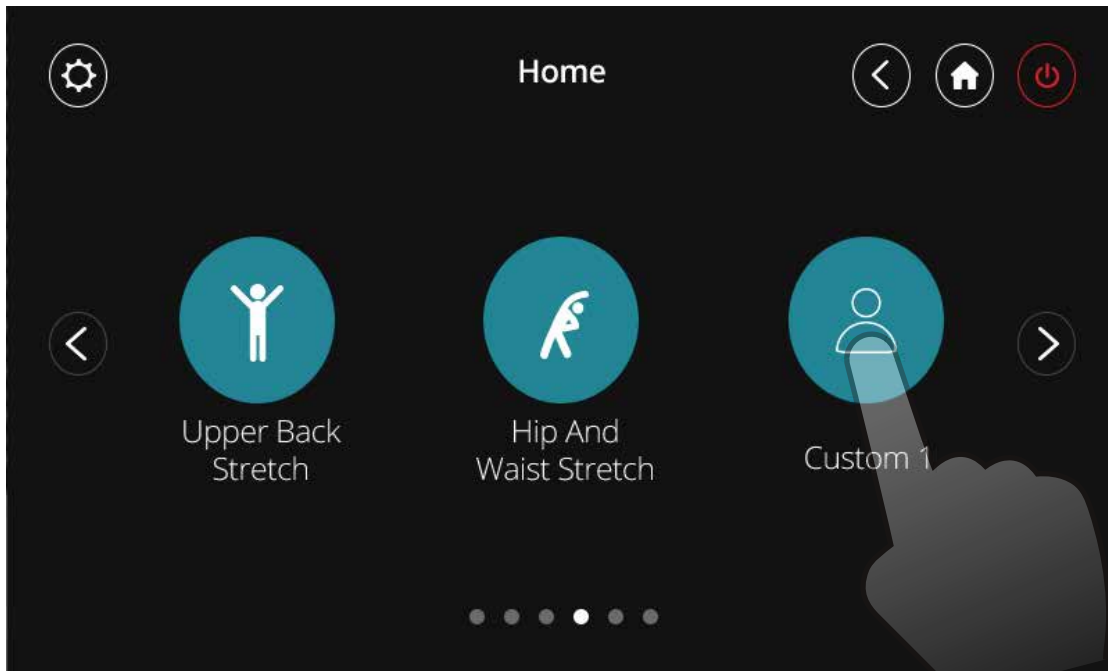 Home
Upper Back
Stretch
Hip And
Waist Stretch
Custom 1